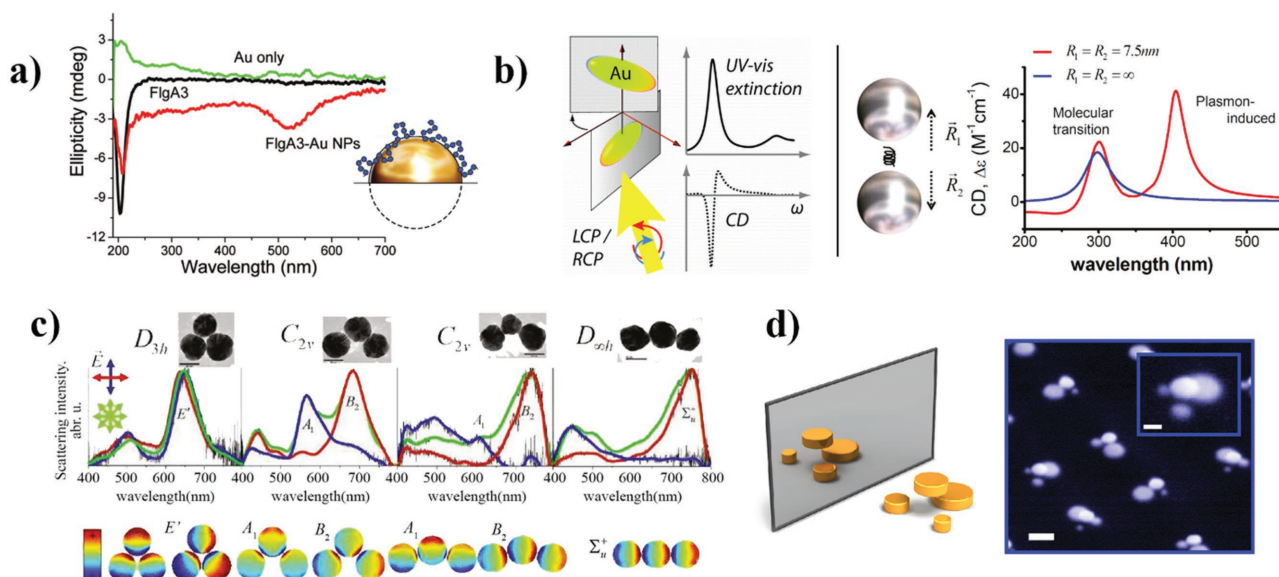 a)
Ellipticity (mdeg)
3
0
-3
-6
-9
-12
Au only
FlgA3
FlgA3-Au NPs
200 300 400 500 600 700
Wavelength (nm)
b)
Au
LCP /
RCP
UV-vis
extinction
CD
ω
R⃗₁
R⃗₂
R₁ = R₂ = 7.5nm
R₁ = R₂ = ∞
Molecular
transition
Plasmon-
induced
CD, Δε (M⁻¹cm⁻¹)
40
20
0
200 300 400 500
wavelength (nm)
c)
D₃ₕ C₂ᵥ C₂ᵥ D∞ₕ
Scattering intensity.
abr. u.
E
E' A₁ B₂ A₁ B₂ Σᵤ⁺
400 500 600 700 400 500 600 700 400 500 600 700 400 500 600 700 800
wavelength(nm) wavelength(nm) wavelength(nm) wavelength(nm)
E' A₁ B₂ A₁ B₂ Σᵤ⁺
d)